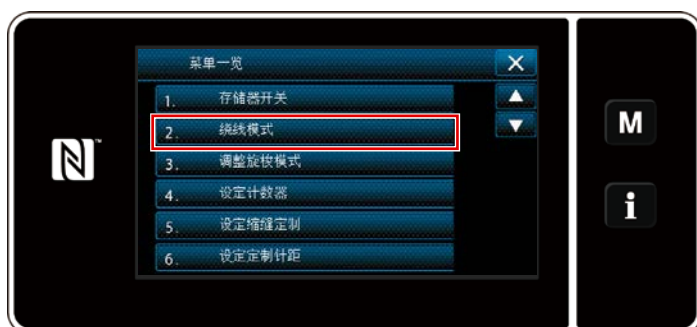 菜单一览
1. 存储器开关
2. 绕线模式
3. 调整旋梭模式
4. 设定计数器
5. 设定缩缝定制
6. 设定定制针距
M
i